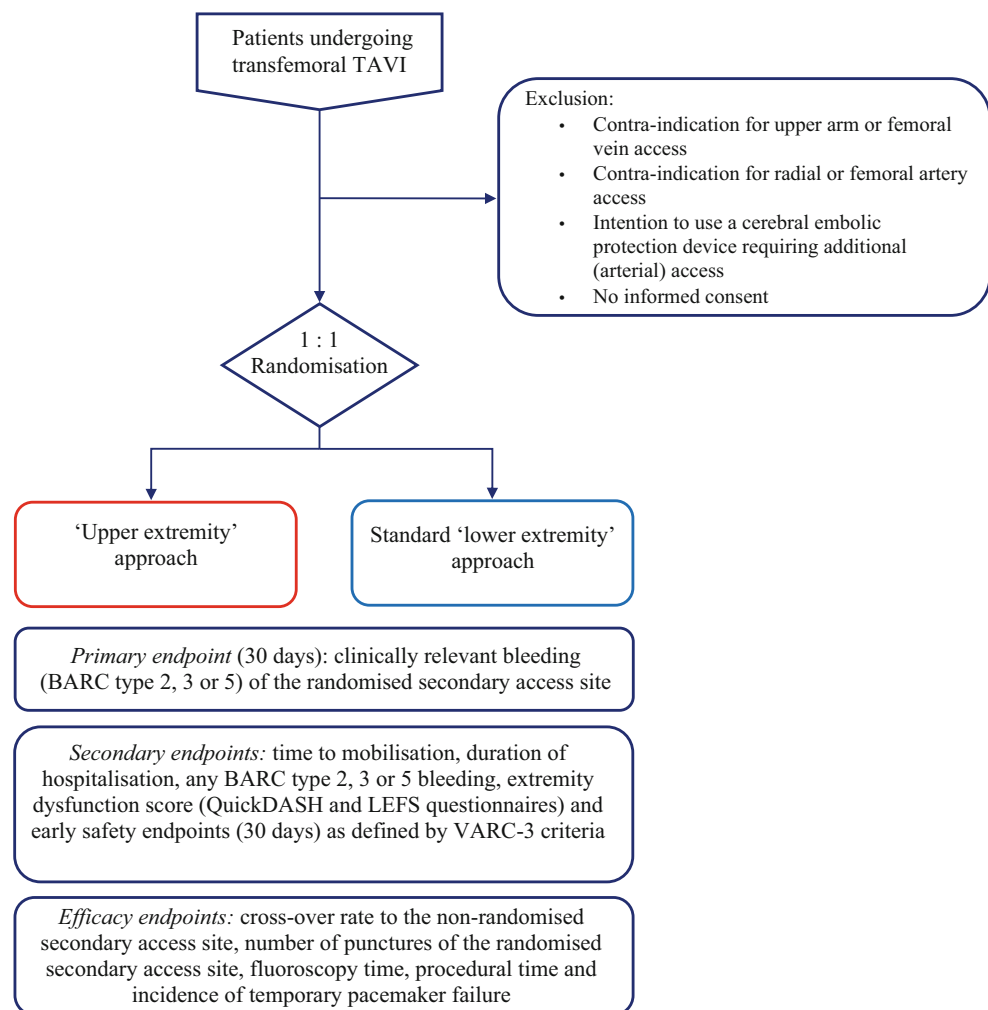 Patients undergoing
transfemoral TAVI
Exclusion:
• Contra-indication for upper arm or femoral
vein access
• Contra-indication for radial or femoral artery
access
• Intention to use a cerebral embolic
protection device requiring additional
(arterial) access
• No informed consent
1 : 1
Randomisation
‘Upper extremity’
approach
Standard ‘lower extremity’
approach
Primary endpoint (30 days): clinically relevant bleeding
(BARC type 2, 3 or 5) of the randomised secondary access site
Secondary endpoints: time to mobilisation, duration of
hospitalisation, any BARC type 2, 3 or 5 bleeding, extremity
dysfunction score (QuickDASH and LEFS questionnaires) and
early safety endpoints (30 days) as defined by VARC-3 criteria
Efficacy endpoints: cross-over rate to the non-randomised
secondary access site, number of punctures of the randomised
secondary access site, fluoroscopy time, procedural time and
incidence of temporary pacemaker failure